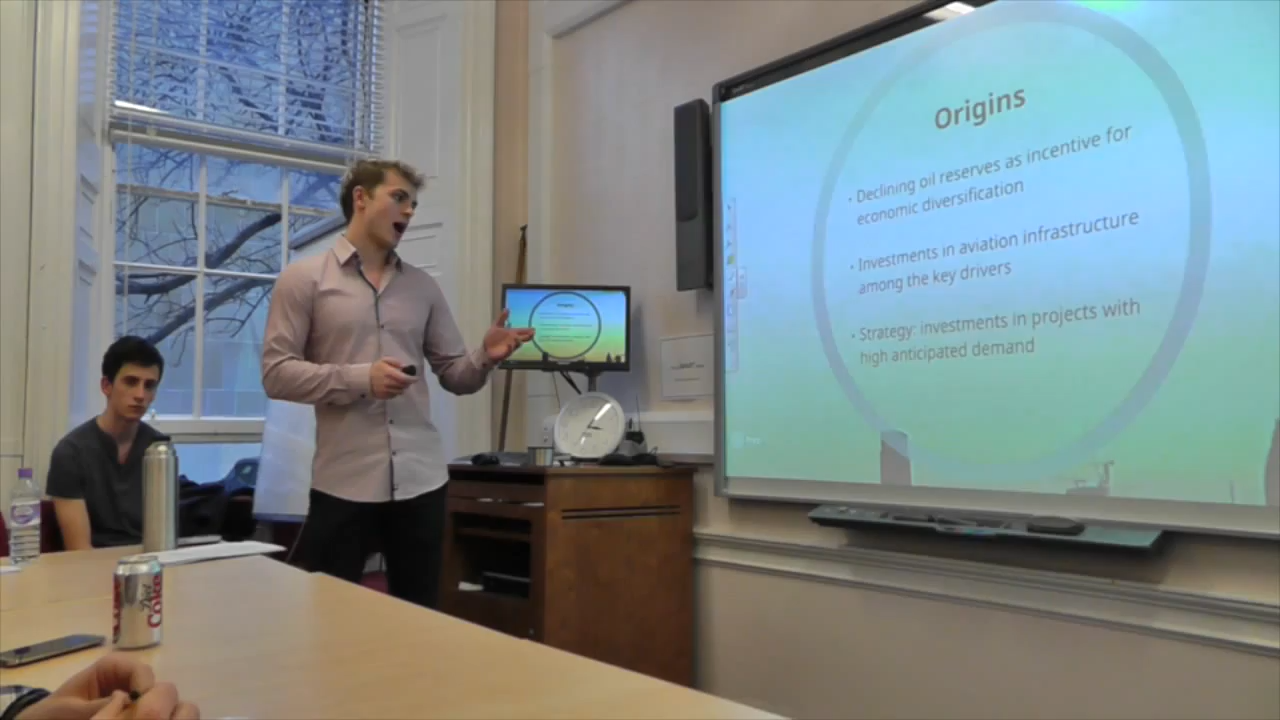 Origins
· Declining oil reserves as incentive for
economic diversification
· Investments in aviation infrastructure
among the key drivers
· Strategy: investments in projects with
high anticipated demand
Origins
Diet
Coke